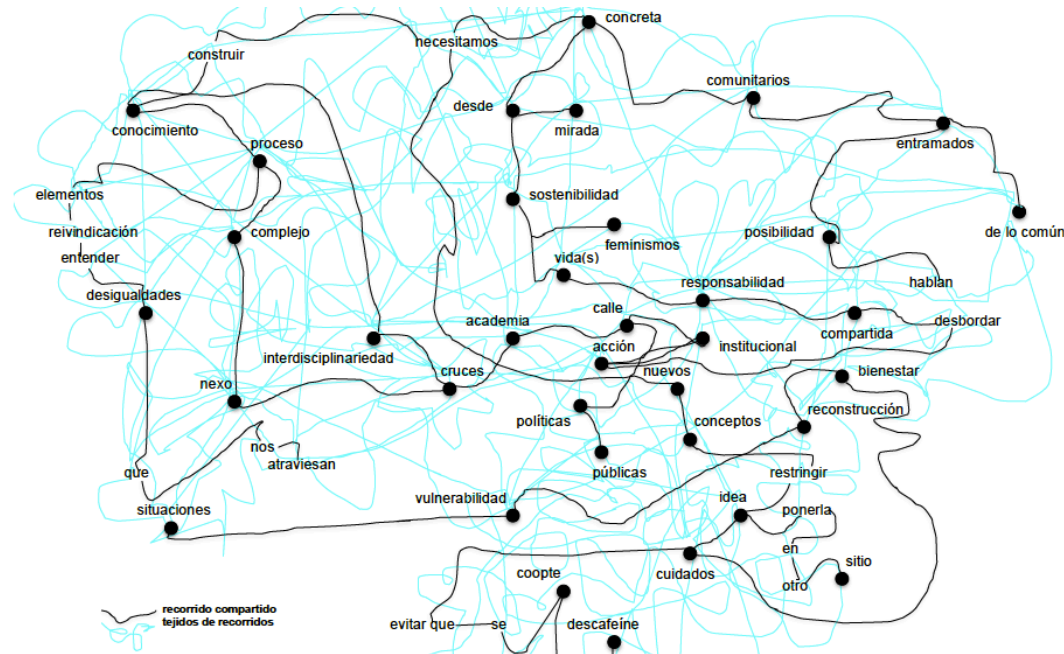 concreta
necesitamos
construir
comunitarios
desde
mirada
conocimiento
proceso
entramados
elementos
sostenibilidad
reivindicación
complejo
feminismos
posibilidad
de lo común
entender
vida(s)
desigualdades
responsabilidad
hablan
academia
calle
compartida
desbordar
interdisciplinariedad
acción
institucional
nexo
cruces
nuevos
bienestar
políticas
conceptos
reconstrucción
nos
atraviesan
que
públicas
restringir
situaciones
vulnerabilidad
idea
ponerla
en
cuidados
otro
sitio
coopte
recorrido compartido
tejidos de recorridos
evitar que
se
descafeíne